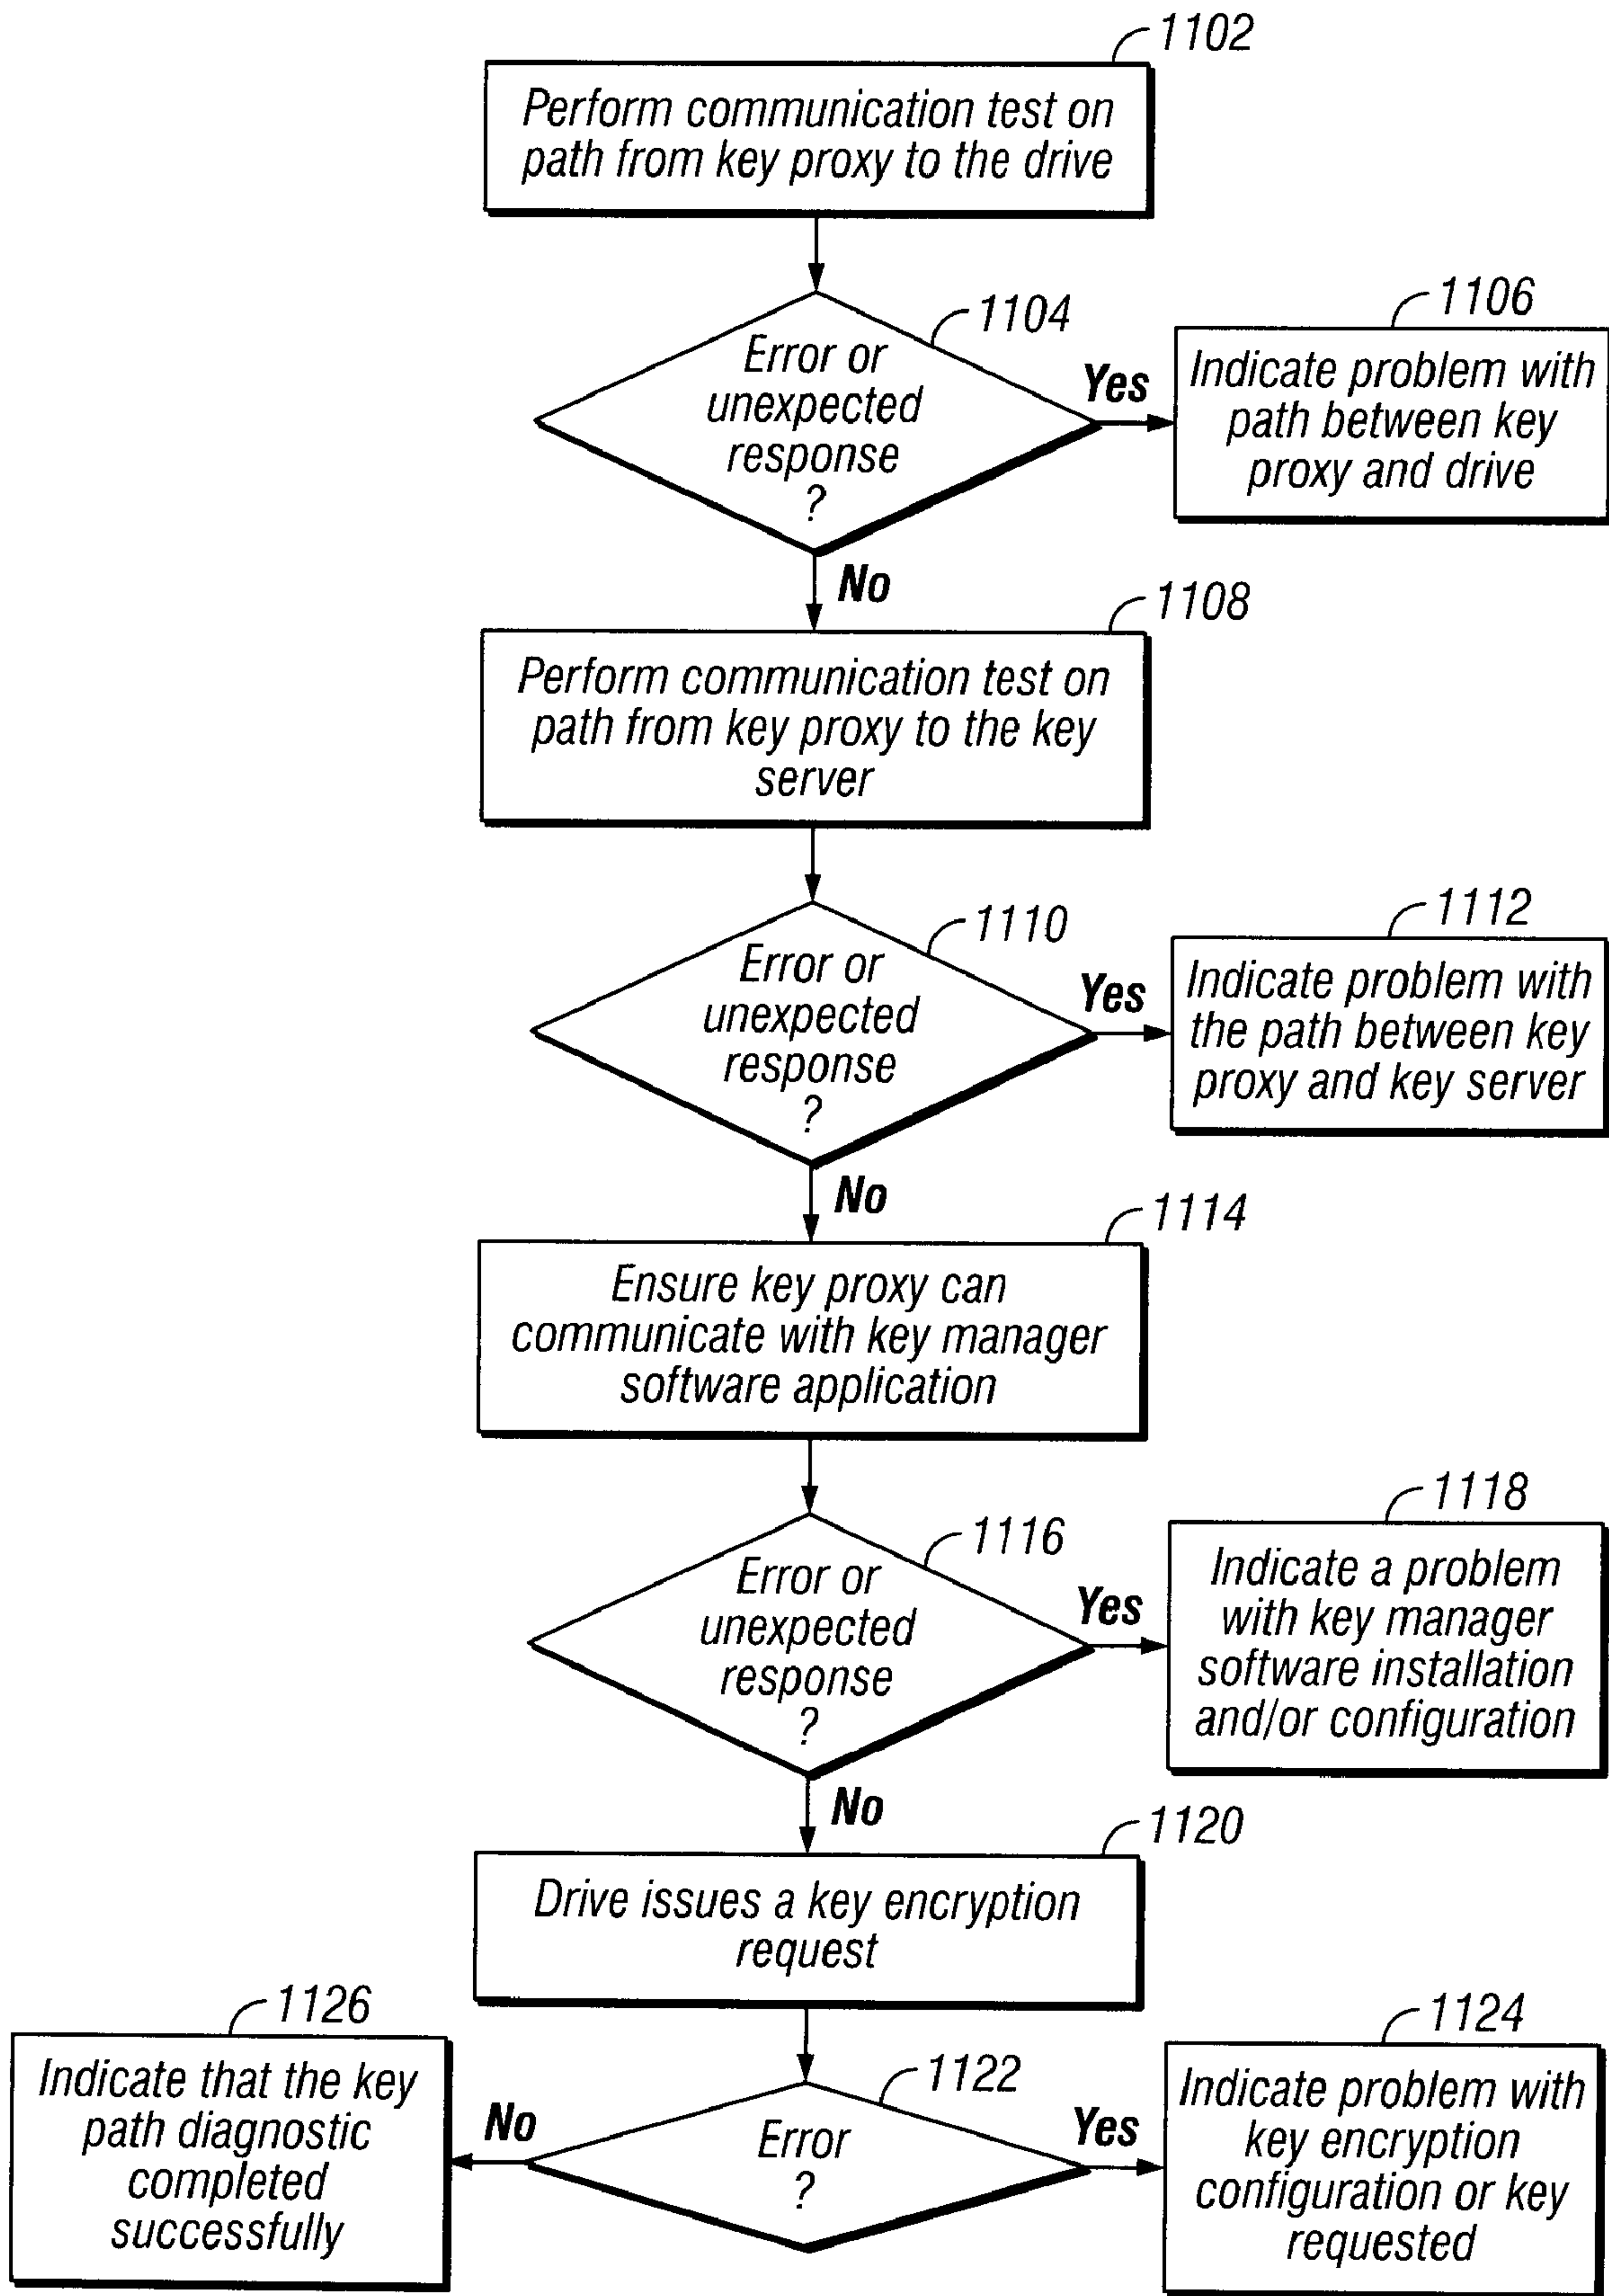 1102
Perform communication test on
path from key proxy to the drive
1104
Error or
unexpected
response
?
Yes
1106
Indicate problem with
path between key
proxy and drive
No
1108
Perform communication test on
path from key proxy to the key
server
1110
Error or
unexpected
response
?
Yes
1112
Indicate problem with
the path between key
proxy and key server
No
1114
Ensure key proxy can
communicate with key manager
software application
1116
Error or
unexpected
response
?
Yes
1118
Indicate a problem
with key manager
software installation
and/or configuration
No
1120
Drive issues a key encryption
request
1122
Error
?
Yes
1124
Indicate problem with
key encryption
configuration or key
requested
No
1126
Indicate that the key
path diagnostic
completed
successfully